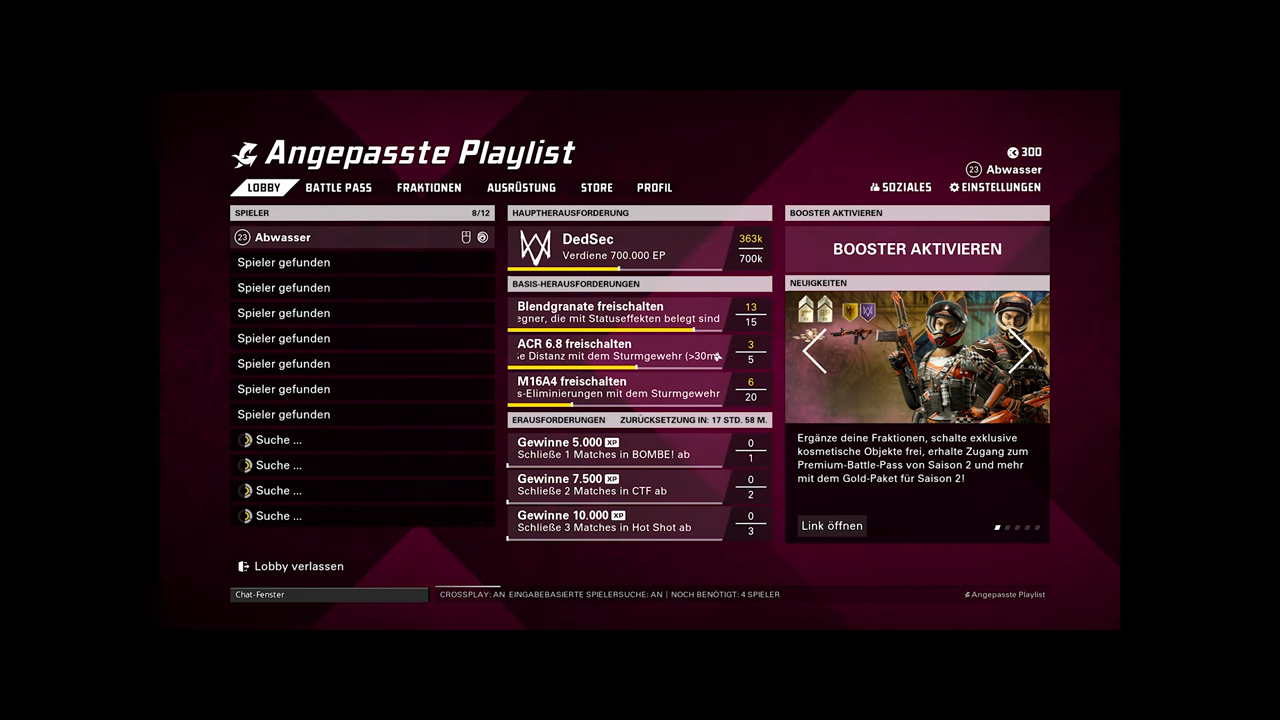 Angepasste Playlist
300
23 Abwasser
LOBBY BATTLE PASS FRAKTIONEN AUSRÜSTUNG STORE PROFIL
SOZIALES EINSTELLUNGEN
SPIELER 8/12
23 Abwasser
Spieler gefunden
Spieler gefunden
Spieler gefunden
Spieler gefunden
Spieler gefunden
Spieler gefunden
Spieler gefunden
Suche ...
Suche ...
Suche ...
Suche ...
Lobby verlassen
Chat-Fenster
HAUPTHERAUSFORDERUNG
DedSec 363k
Verdiene 700.000 EP 700k
BASIS-HERAUSFORDERUNGEN
Blendgranate freischalten 13
egner, die mit Statuseffekten belegt sind 15
ACR 6.8 freischalten 3
e Distanz mit dem Sturmgewehr (>30m 5
M16A4 freischalten 6
s-Eliminierungen mit dem Sturmgewehr 20
ERAUSFORDERUNGEN ZURÜCKSETZUNG IN: 17 STD. 58 M.
Gewinne 5.000 XP 0
Schließe 1 Matches in BOMBE! ab 1
Gewinne 7.500 XP 0
Schließe 2 Matches in CTF ab 2
Gewinne 10.000 XP 0
Schließe 3 Matches in Hot Shot ab 3
BOOSTER AKTIVIEREN
BOOSTER AKTIVIEREN
NEUIGKEITEN
Ergänze deine Fraktionen, schalte exklusive
kosmetische Objekte frei, erhalte Zugang zum
Premium-Battle-Pass von Saison 2 und mehr
mit dem Gold-Paket für Saison 2!
Link öffnen
CROSSPLAY: AN EINGABEBASIERTE SPIELERSUCHE: AN | NOCH BENÖTIGT: 4 SPIELER
Angepasste Playlist